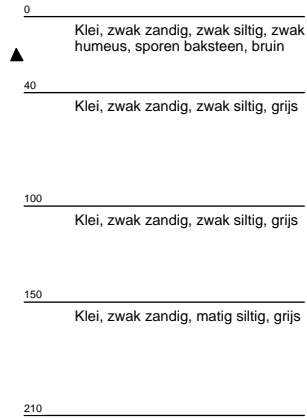 0
Klei, zwak zandig, zwak siltig, zwak
humeus, sporen baksteen, bruin
40
Klei, zwak zandig, zwak siltig, grijs
100
Klei, zwak zandig, zwak siltig, grijs
150
Klei, zwak zandig, matig siltig, grijs
210